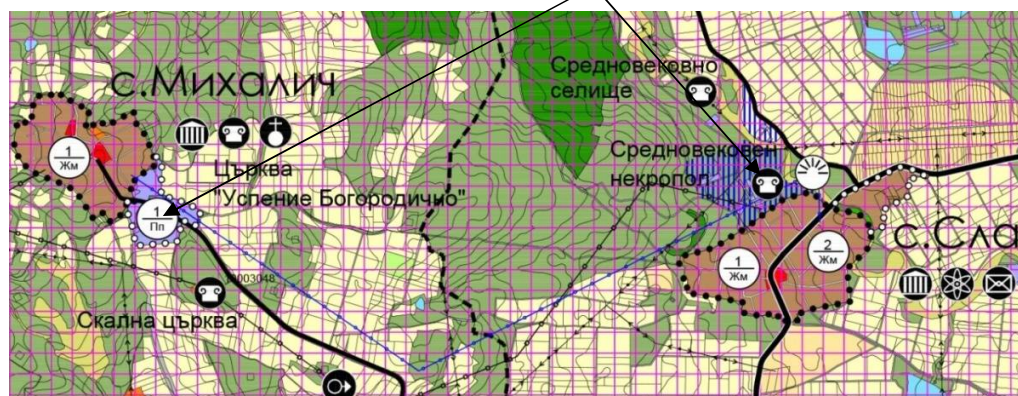 с.Михалич
Средновековно
селище
1
Жм
Църква
"Успение Богородично"
Средновековен
некропол
1
Пп
2
Жм
с.Сла
1
Жм
10003048
Скална църква